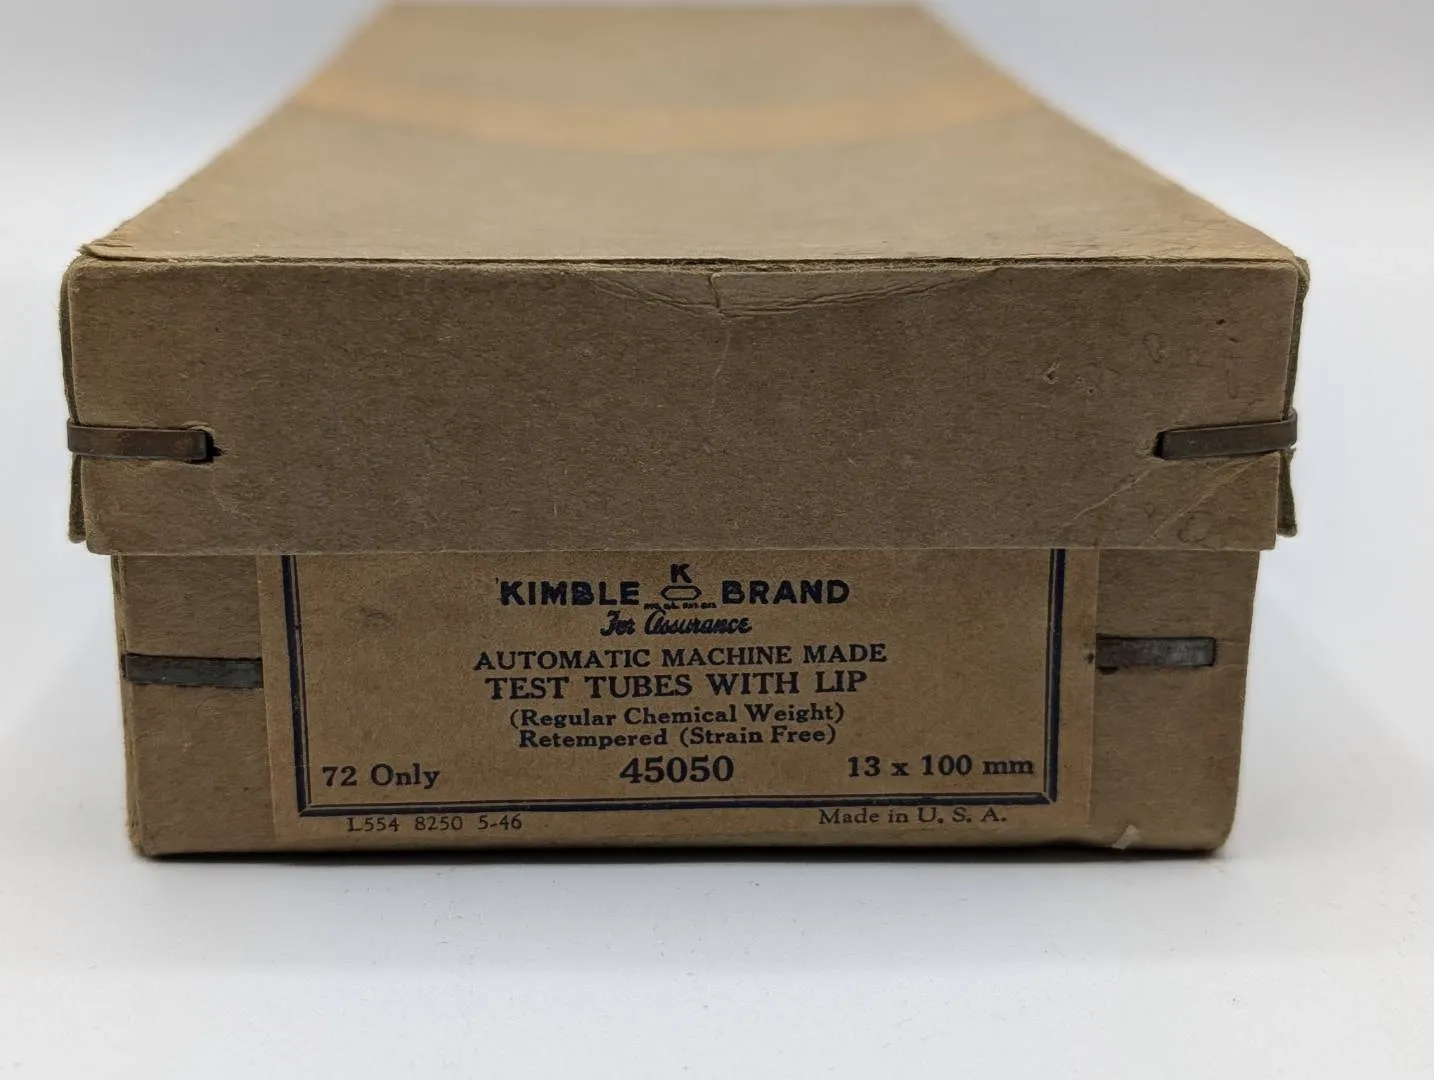 K
KIMBLE BRAND
For Assurance
AUTOMATIC MACHINE MADE
TEST TUBES WITH LIP
(Regular Chemical Weight)
Retempered (Strain Free)
72 Only 45050 13 x 100 mm
L554 8250 5-46 Made in U. S. A.